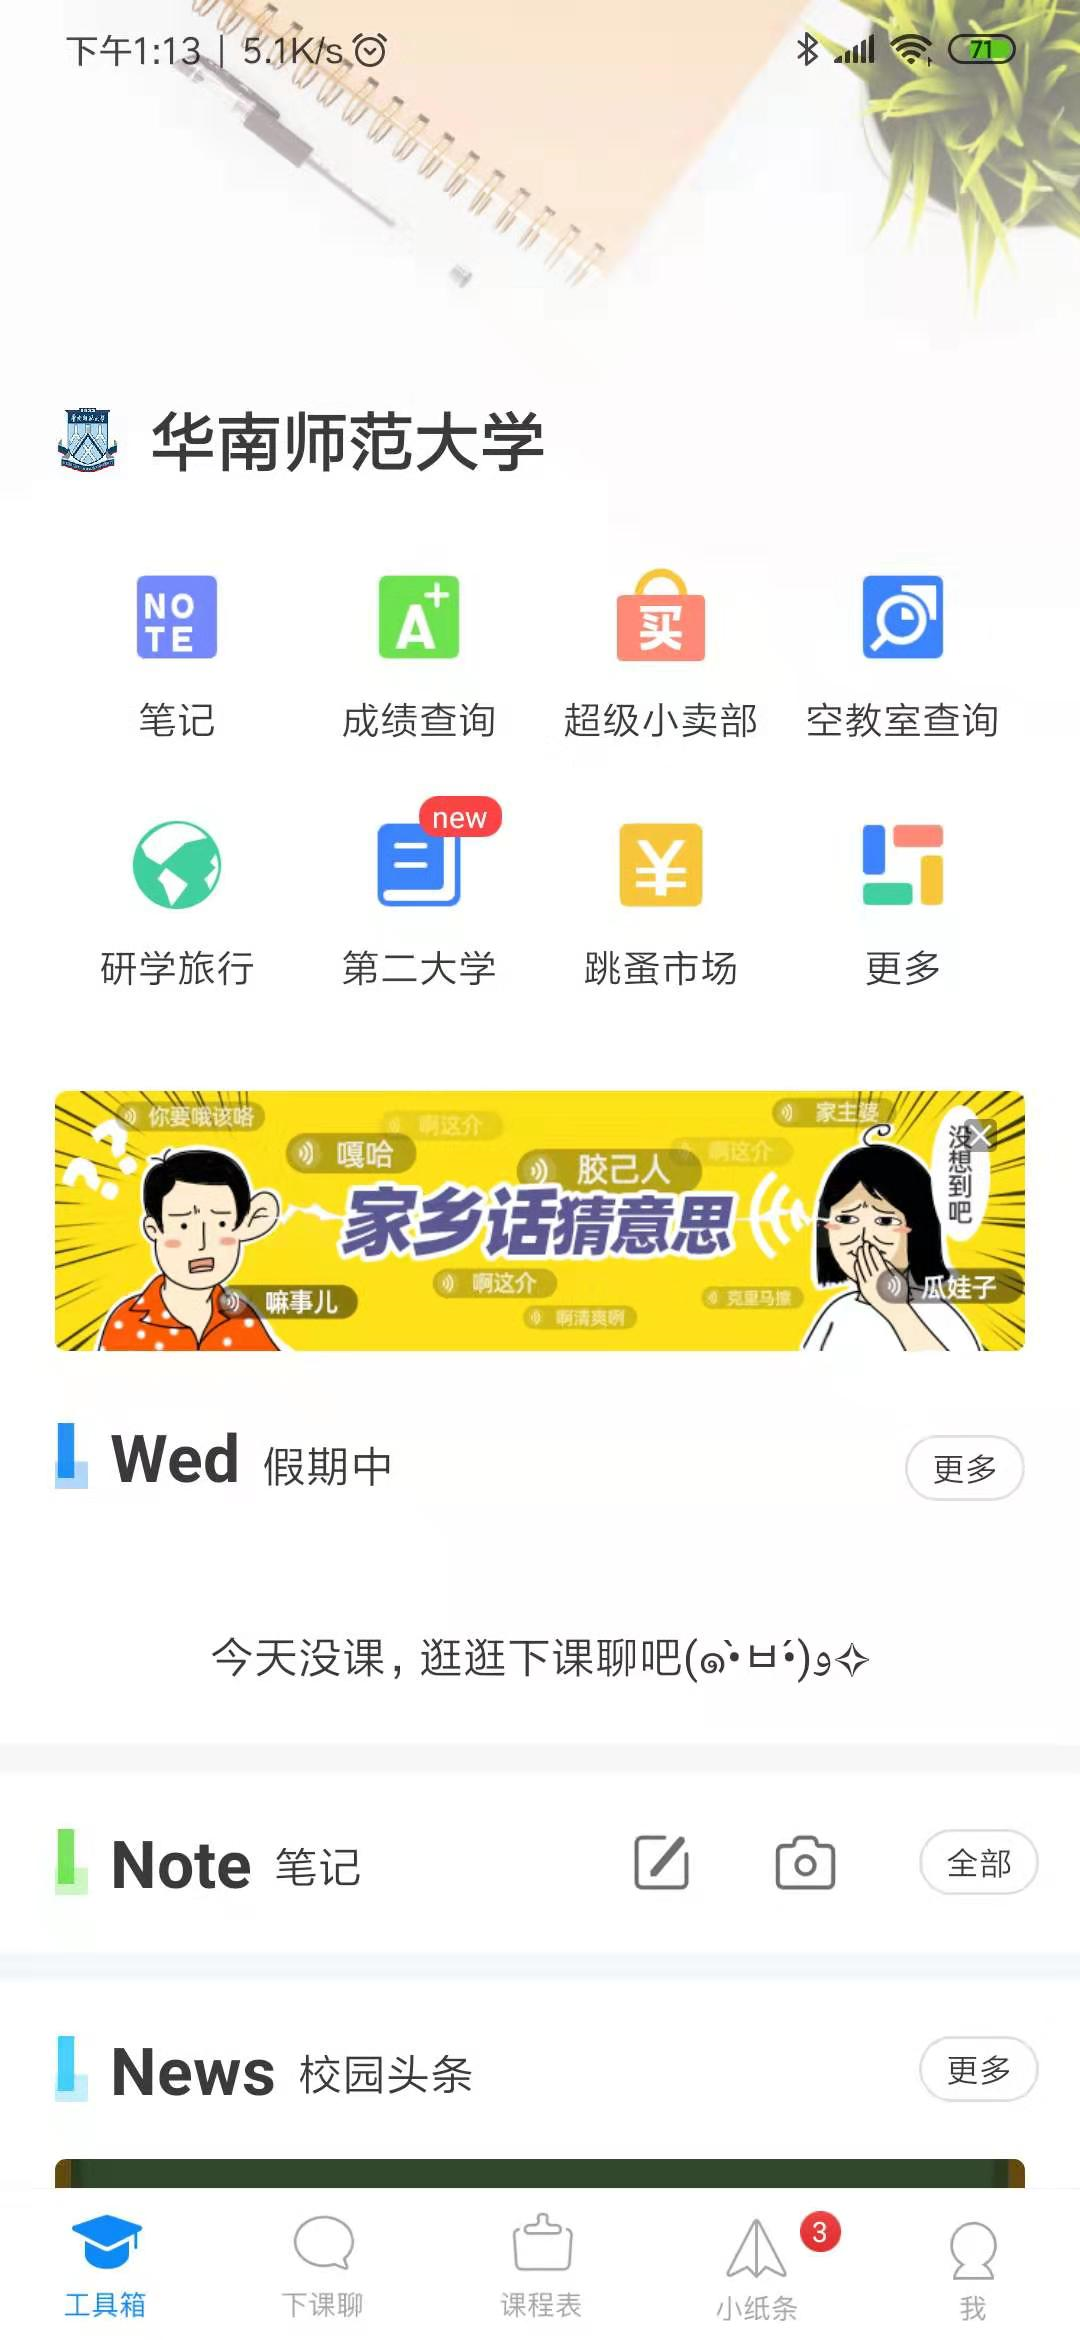 下午1:13 | 5.1K/s
71
华南师范大学
NO
TE
A+
买
笔记
成绩查询
超级小卖部
空教室查询
new
¥
研学旅行
第二大学
跳蚤市场
更多
你要哦该咯
啊这介
家主婆
嘎哈
胶己人
啊这介
没想到吧
家乡话猜意思
啊这介
嘛事儿
克里马擦
瓜娃子
啊清爽咧
Wed 假期中
更多
今天没课，逛逛下课聊吧(๑•̀ㅂ•́)و✧
Note 笔记
全部
News 校园头条
更多
3
工具箱
下课聊
课程表
小纸条
我